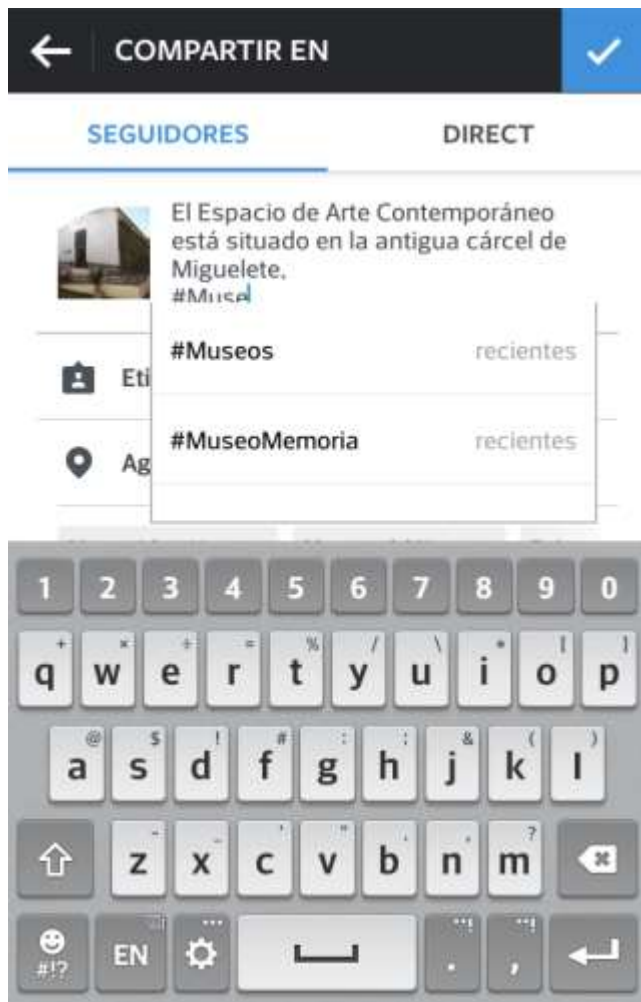 COMPARTIR EN
SEGUIDORES DIRECT
El Espacio de Arte Contemporáneo
está situado en la antigua cárcel de
Miguelete,
#Muse
#Museos recientes
Eti
#MuseoMemoria recientes
Ag
1 2 3 4 5 6 7 8 9 0
+ × ÷ = % / \ * [ ]
q w e r t y u i o p
@ $ ! # : ; & ( )
a s d f g h j k l
- _ ' " , ?
z x c v b n m
#!? EN . ,